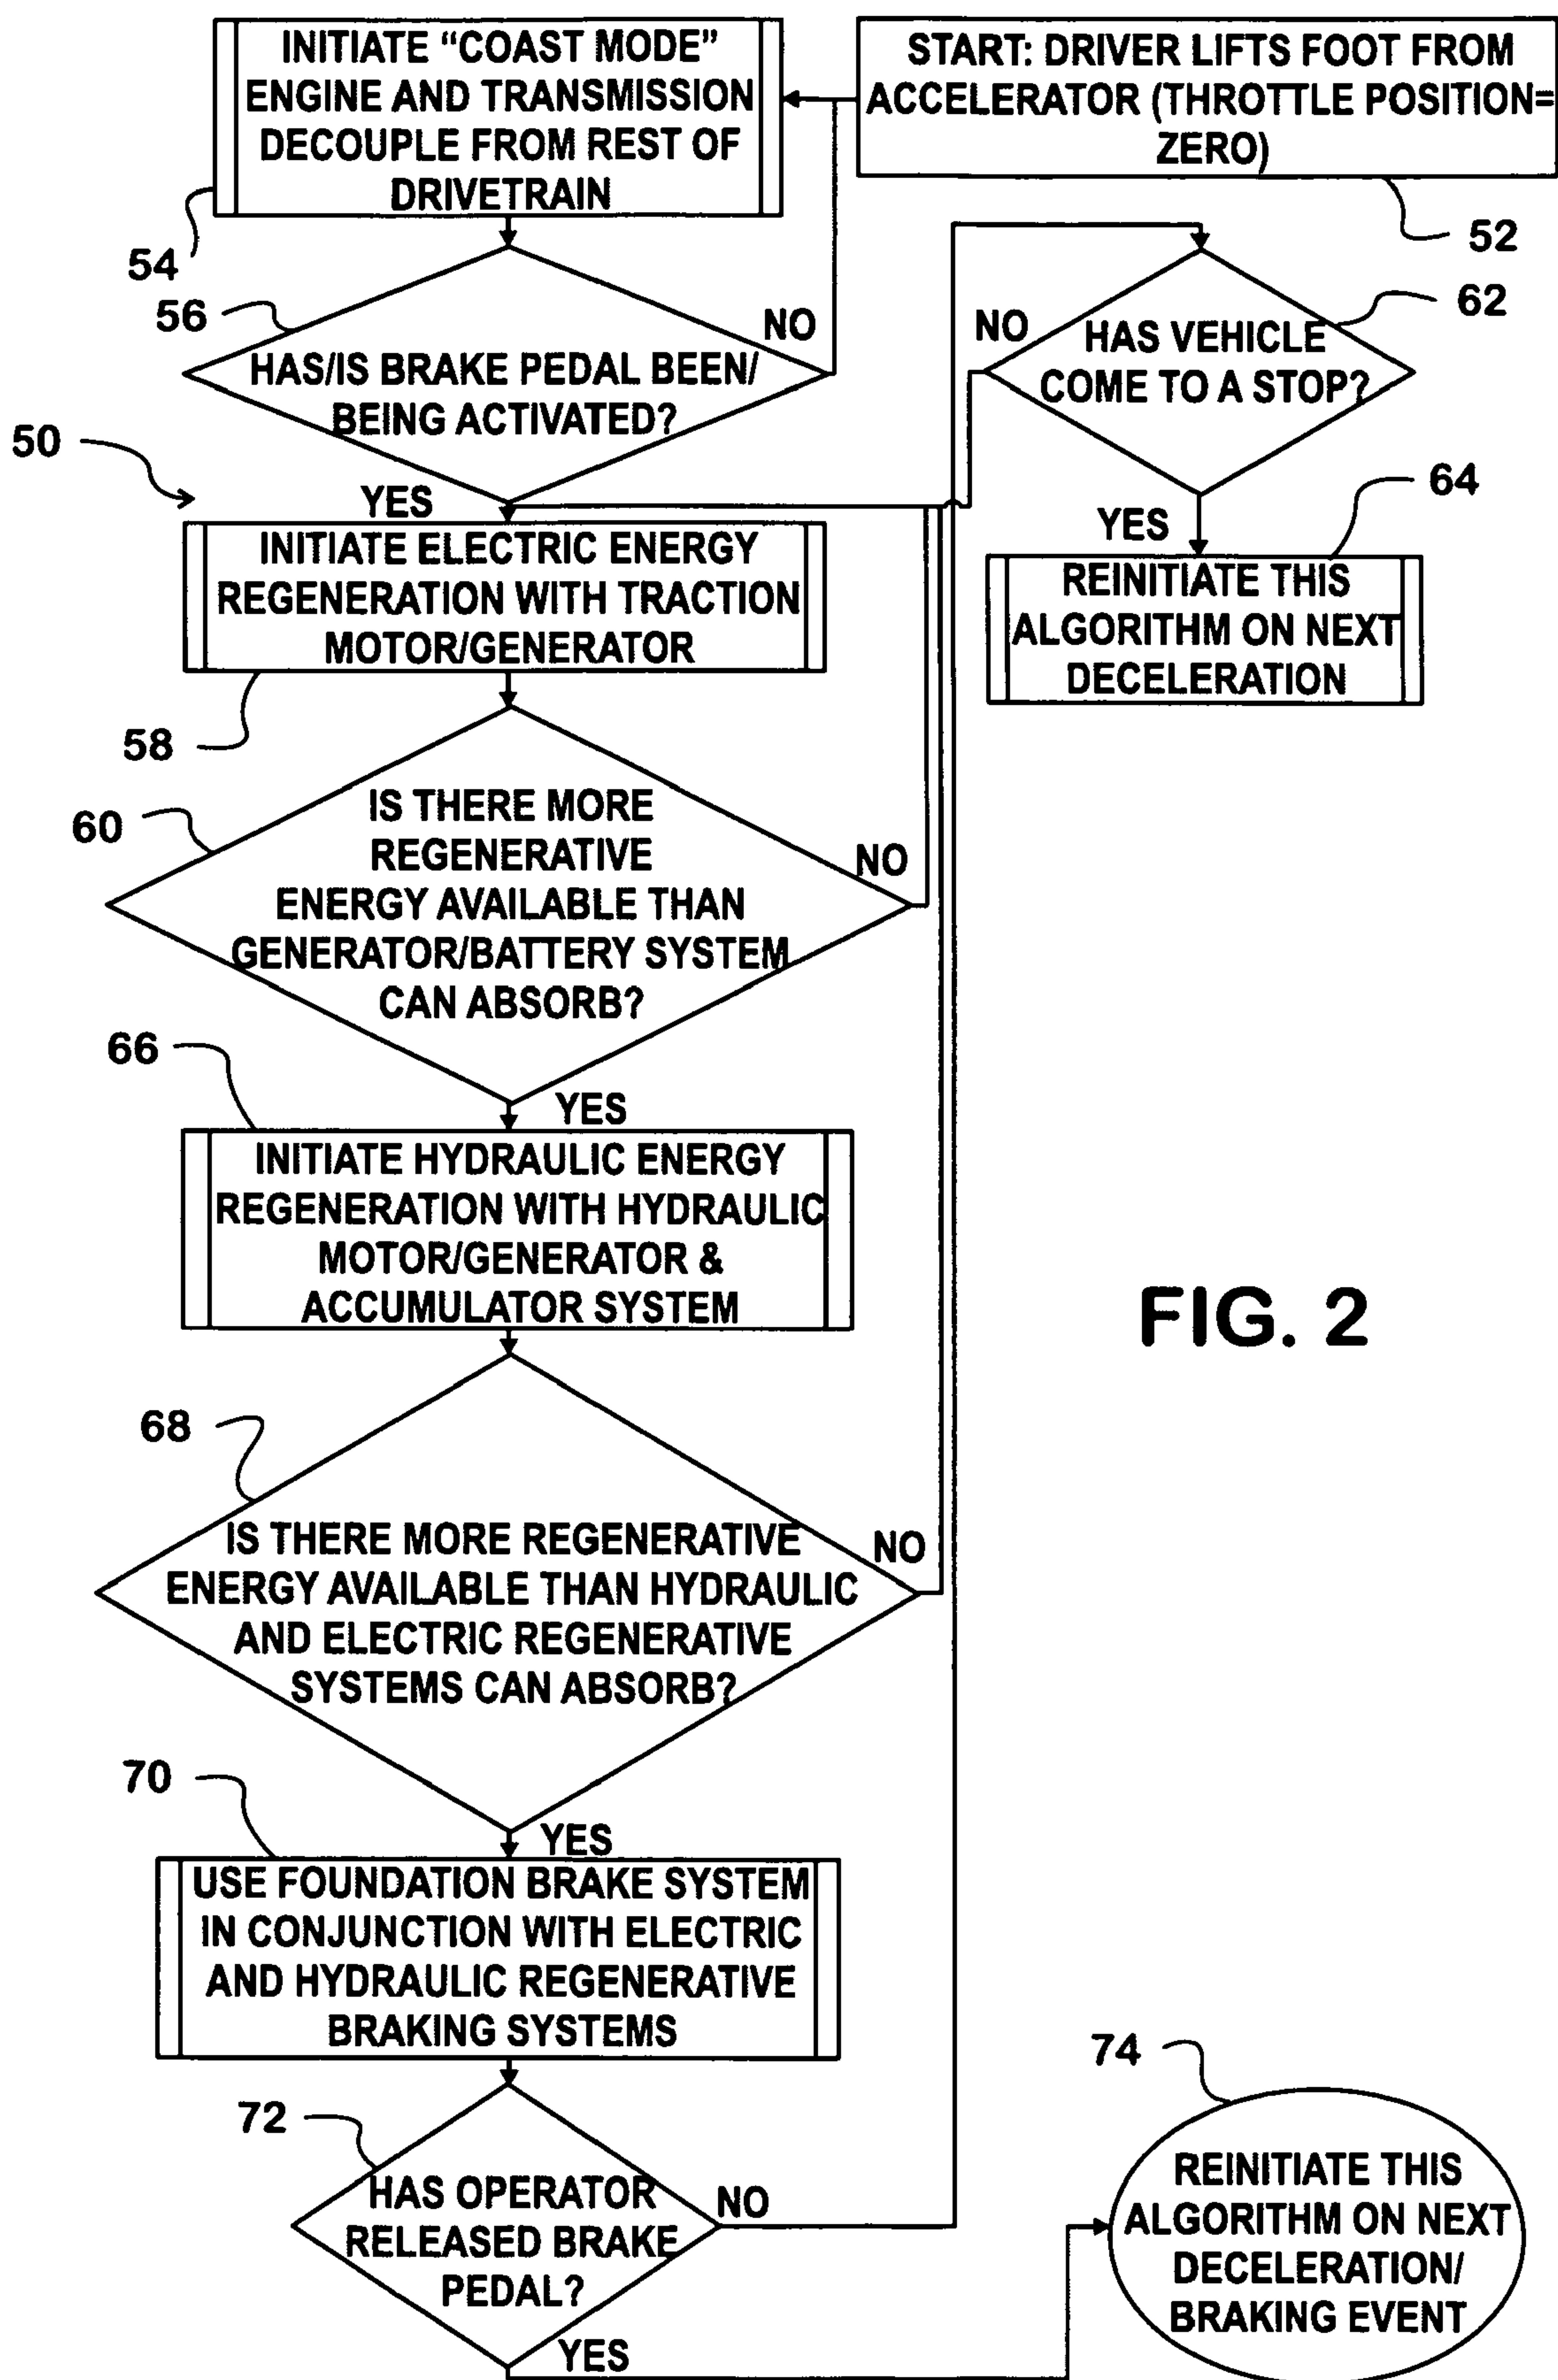 INITIATE “COAST MODE”
ENGINE AND TRANSMISSION
DECOUPLE FROM REST OF
DRIVETRAIN
START: DRIVER LIFTS FOOT FROM
ACCELERATOR (THROTTLE POSITION=
ZERO)
54
52
56
HAS/IS BRAKE PEDAL BEEN/
BEING ACTIVATED?
NO
YES
62
HAS VEHICLE
COME TO A STOP?
NO
YES
50
64
REINITIATE THIS
ALGORITHM ON NEXT
DECELERATION
INITIATE ELECTRIC ENERGY
REGENERATION WITH TRACTION
MOTOR/GENERATOR
58
60
IS THERE MORE
REGENERATIVE
ENERGY AVAILABLE THAN
GENERATOR/BATTERY SYSTEM
CAN ABSORB?
NO
YES
66
INITIATE HYDRAULIC ENERGY
REGENERATION WITH HYDRAULIC
MOTOR/GENERATOR &
ACCUMULATOR SYSTEM
FIG. 2
68
IS THERE MORE REGENERATIVE
ENERGY AVAILABLE THAN HYDRAULIC
AND ELECTRIC REGENERATIVE
SYSTEMS CAN ABSORB?
NO
YES
70
USE FOUNDATION BRAKE SYSTEM
IN CONJUNCTION WITH ELECTRIC
AND HYDRAULIC REGENERATIVE
BRAKING SYSTEMS
72
HAS OPERATOR
RELEASED BRAKE
PEDAL?
NO
YES
74
REINITIATE THIS
ALGORITHM ON NEXT
DECELERATION/
BRAKING EVENT